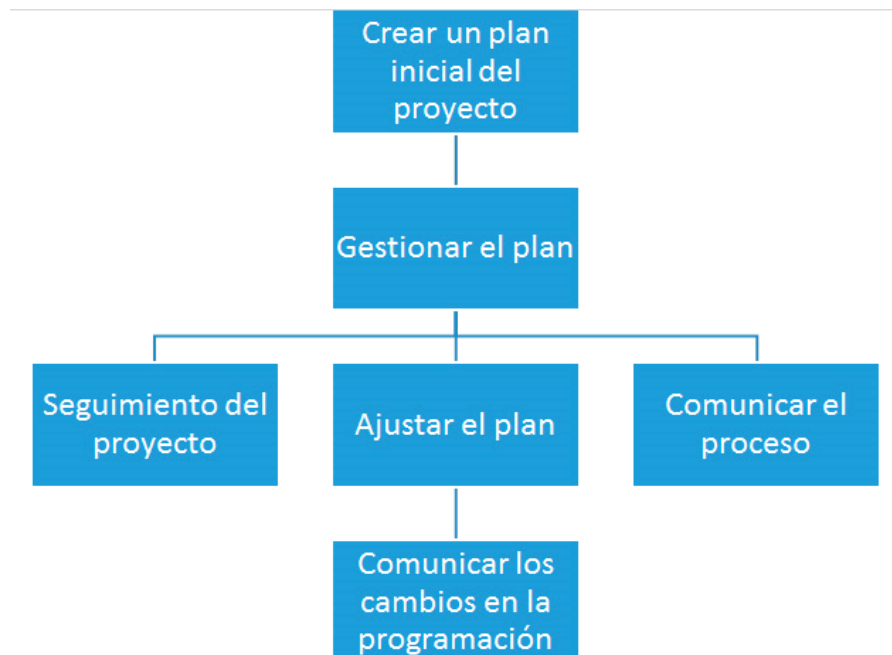 Crear un plan
inicial del
proyecto
Gestionar el plan
Seguimiento del
proyecto
Ajustar el plan
Comunicar el
proceso
Comunicar los
cambios en la
programación